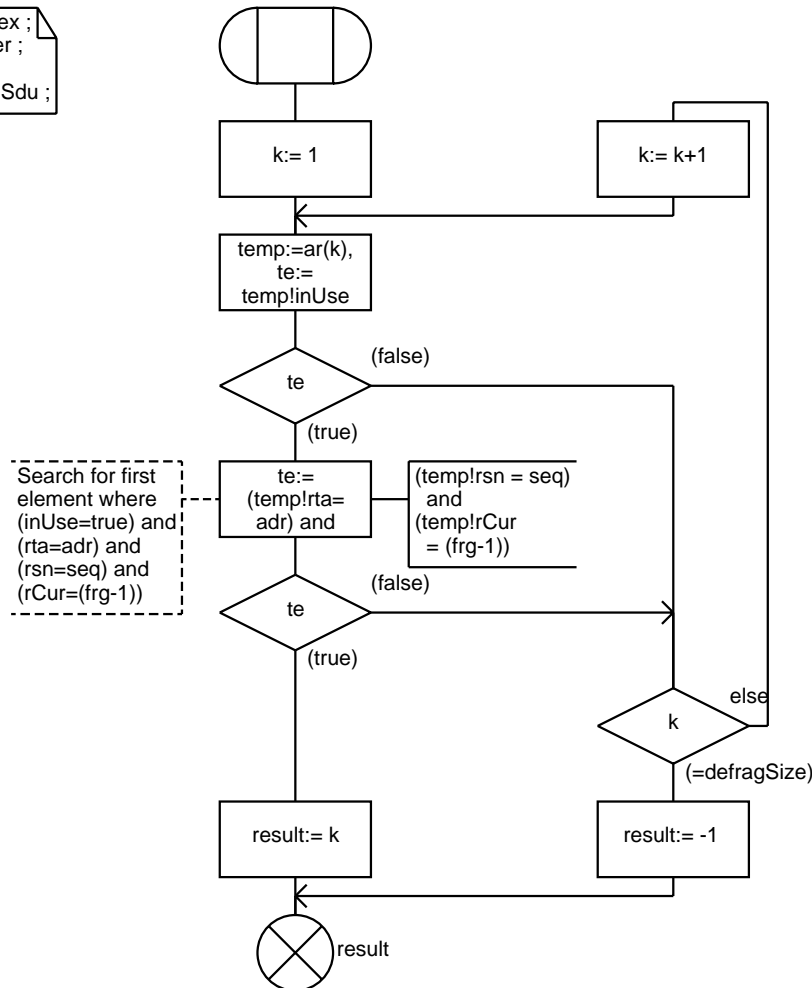 ex ;
er ;
Sdu ;
k:= 1
k:= k+1
temp:=ar(k),
te:=
temp!inUse
te
(false)
(true)
Search for first
element where
(inUse=true) and
(rta=adr) and
(rsn=seq) and
(rCur=(frg-1))
te:=
(temp!rta=
adr) and
(temp!rsn = seq)
and
(temp!rCur
= (frg-1))
te
(false)
(true)
k
else
(=defragSize)
result:= k
result:= -1
result